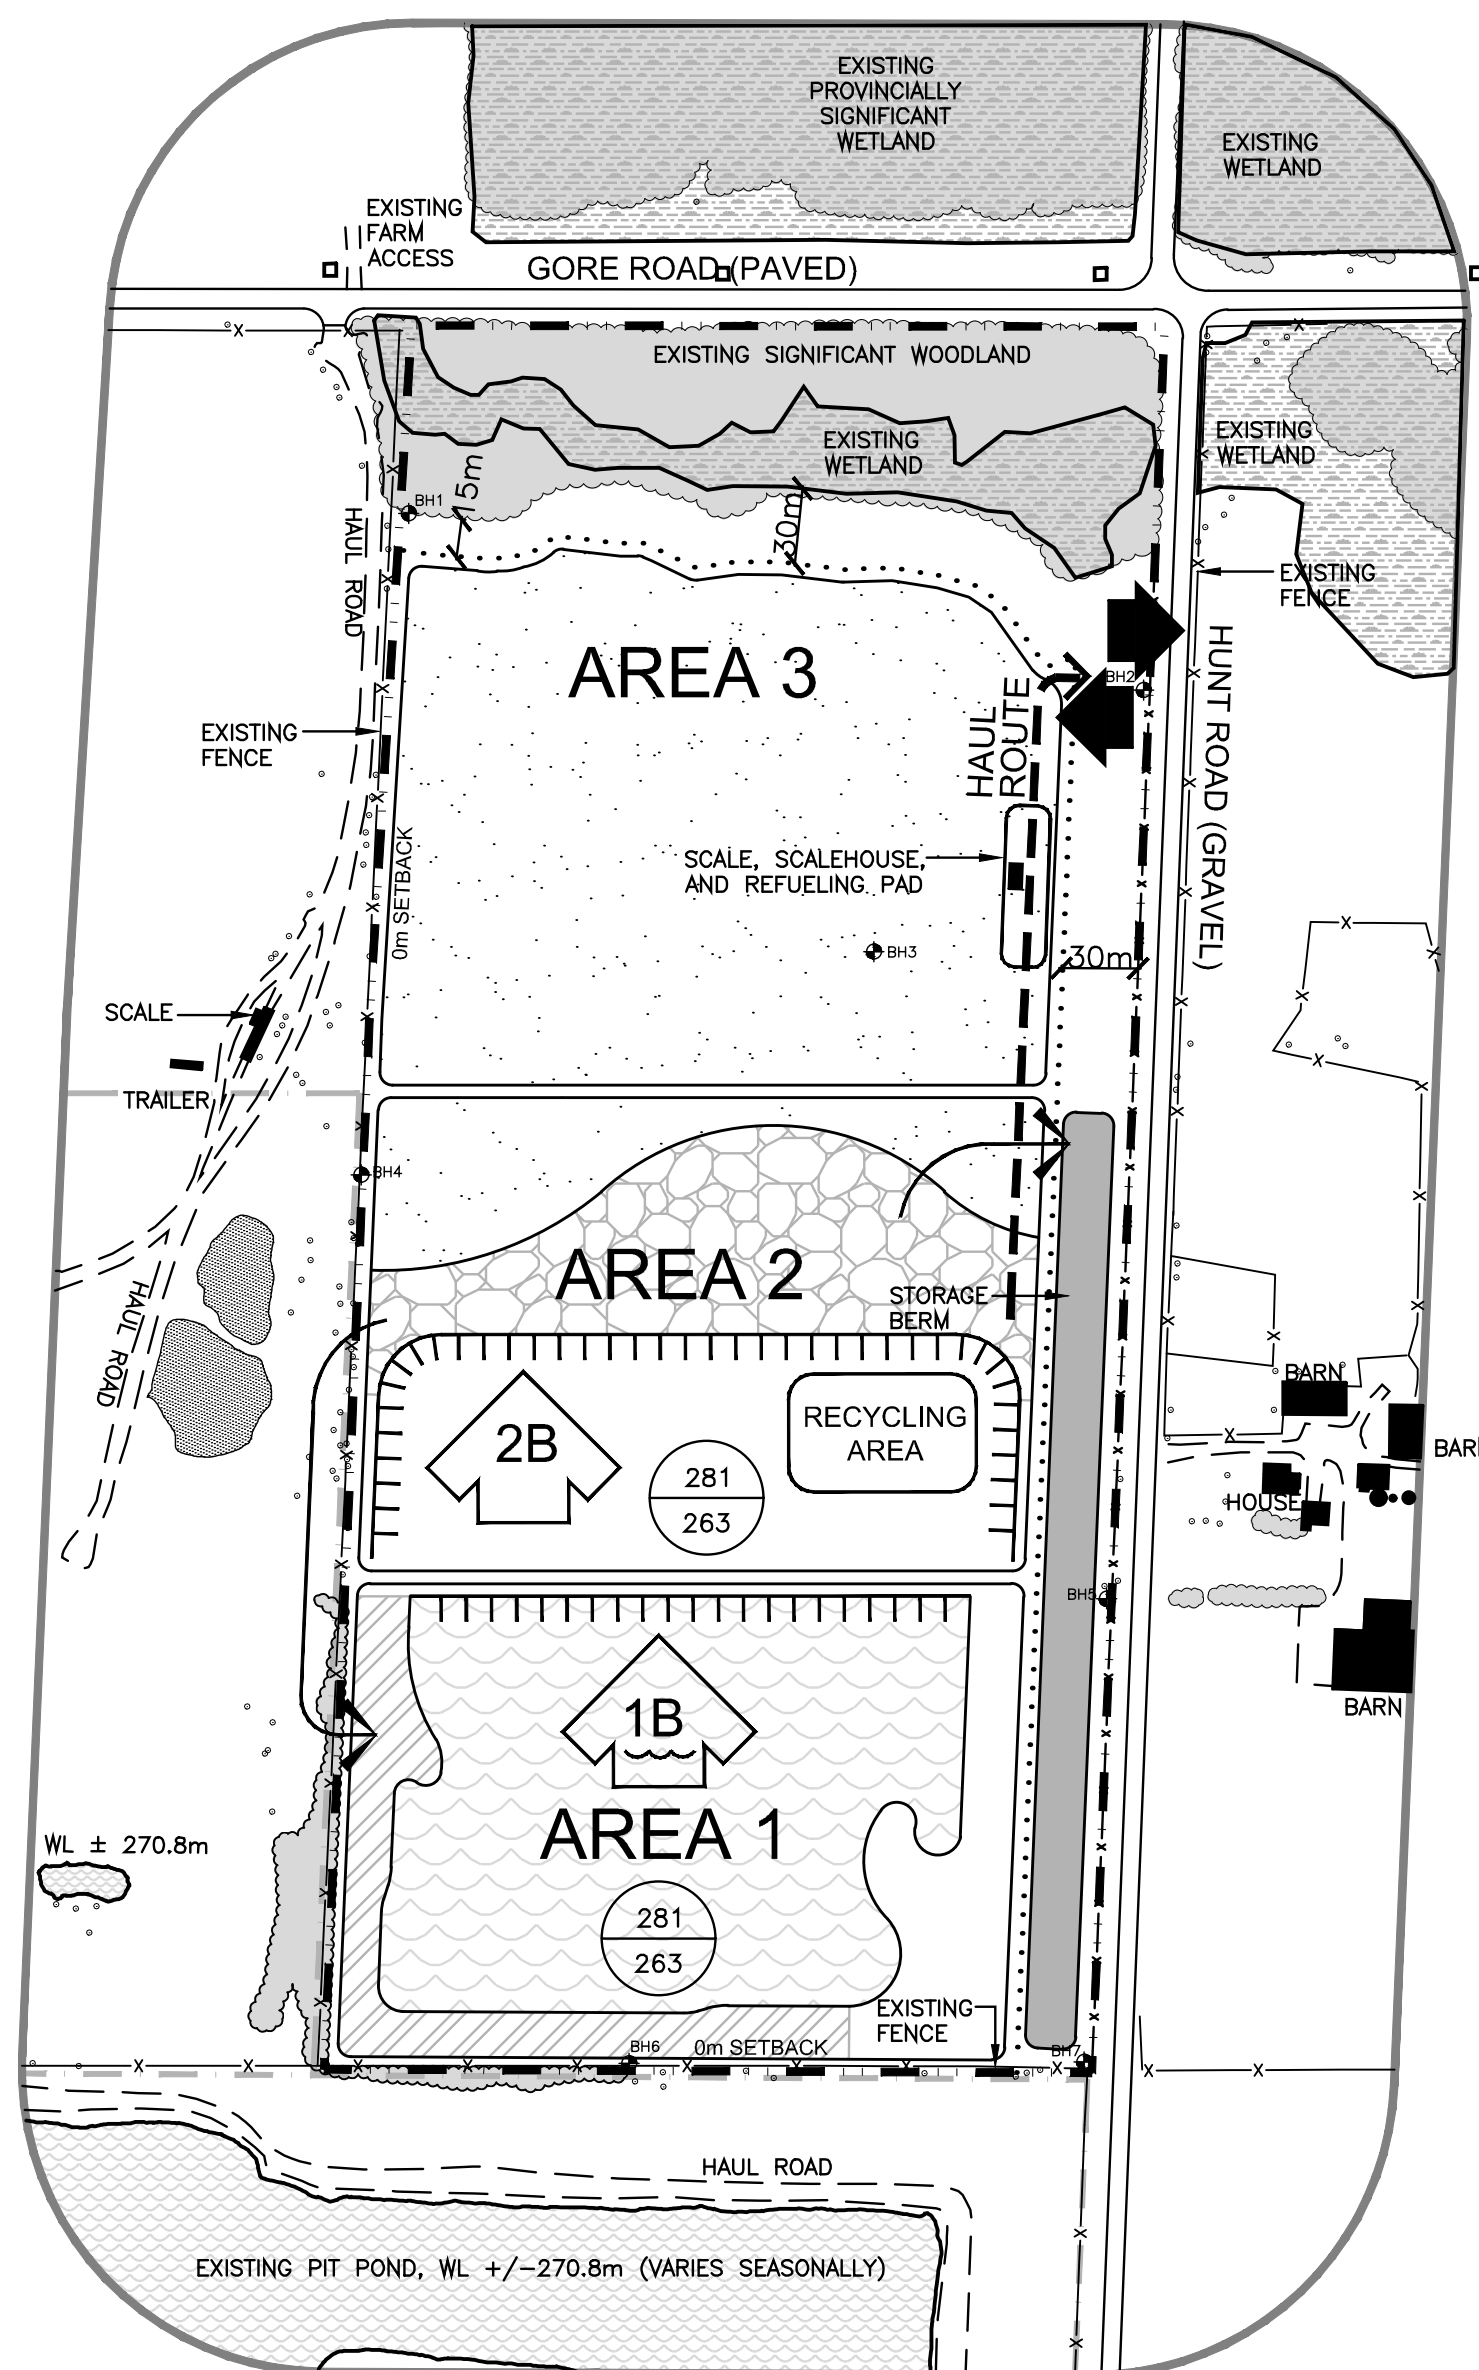 EXISTING
PROVINCIALLY
SIGNIFICANT
WETLAND
EXISTING
WETLAND
EXISTING
FARM
ACCESS
GORE ROAD (PAVED)
EXISTING SIGNIFICANT WOODLAND
EXISTING
WETLAND
EXISTING
WETLAND
15m
30m
BH1
HAUL ROAD
EXISTING
FENCE
AREA 3
BH2
HUNT ROAD (GRAVEL)
HAUL
ROUTE
EXISTING
FENCE
0m SETBACK
SCALE, SCALEHOUSE,
AND REFUELING PAD
BH3
30m
SCALE
TRAILER
BH4
AREA 2
STORAGE
BERM
HAUL ROAD
BARN
2B
RECYCLING
AREA
BARN
281
263
HOUSE
BH5
1B
BARN
AREA 1
WL ± 270.8m
281
263
EXISTING
FENCE
BH6
0m SETBACK
BH7
HAUL ROAD
EXISTING PIT POND, WL +/-270.8m (VARIES SEASONALLY)